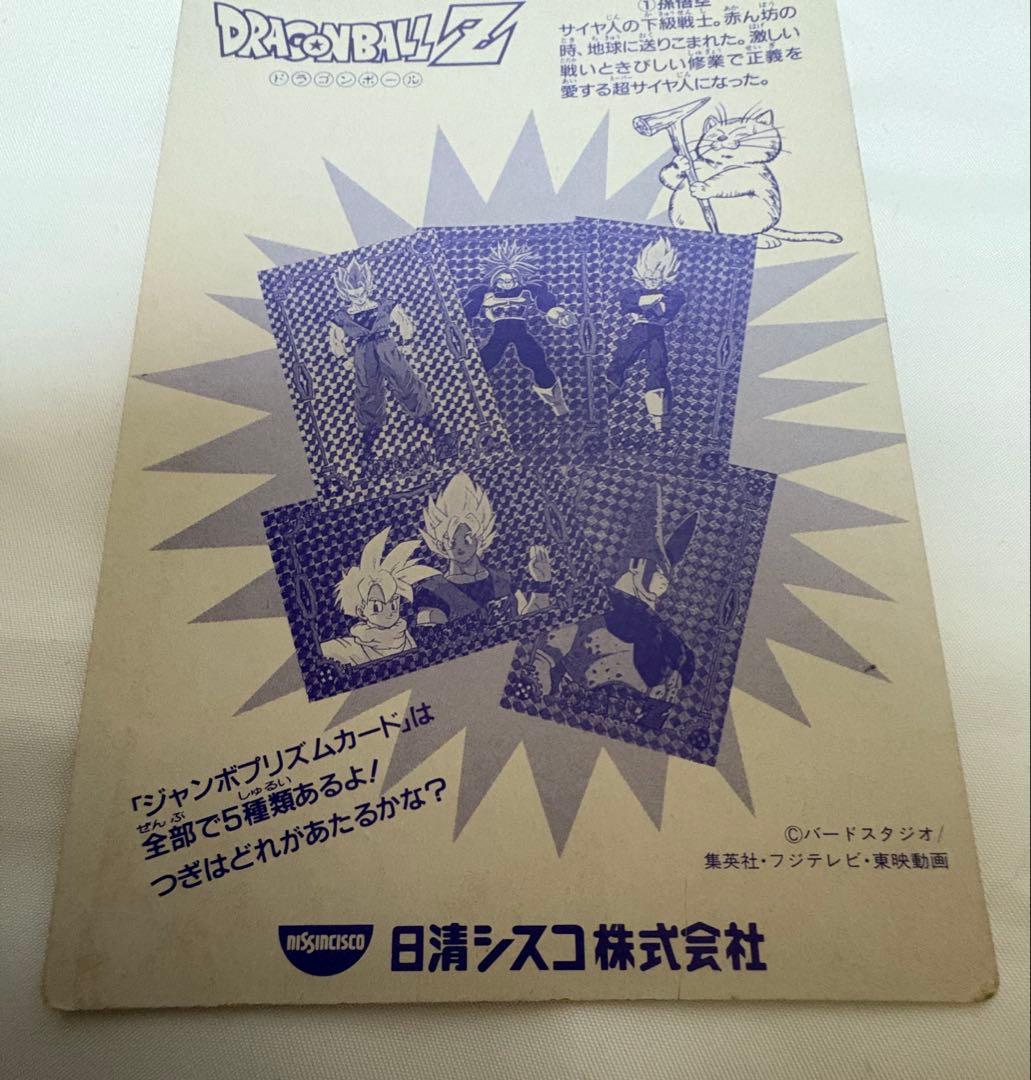 DRAGONBALL Z
ドラゴンボール
①孫悟空
サイヤ人の下級戦士。赤ん坊の
時、地球に送りこまれた。激しい
戦いときびしい修業で正義を
愛する超サイヤ人になった。
「ジャンボプリズムカード」は
全部で5種類あるよ!
つぎはどれがあたるかな?
©バードスタジオ/
集英社・フジテレビ・東映動画
NISSINCISCO
日清シスコ株式会社